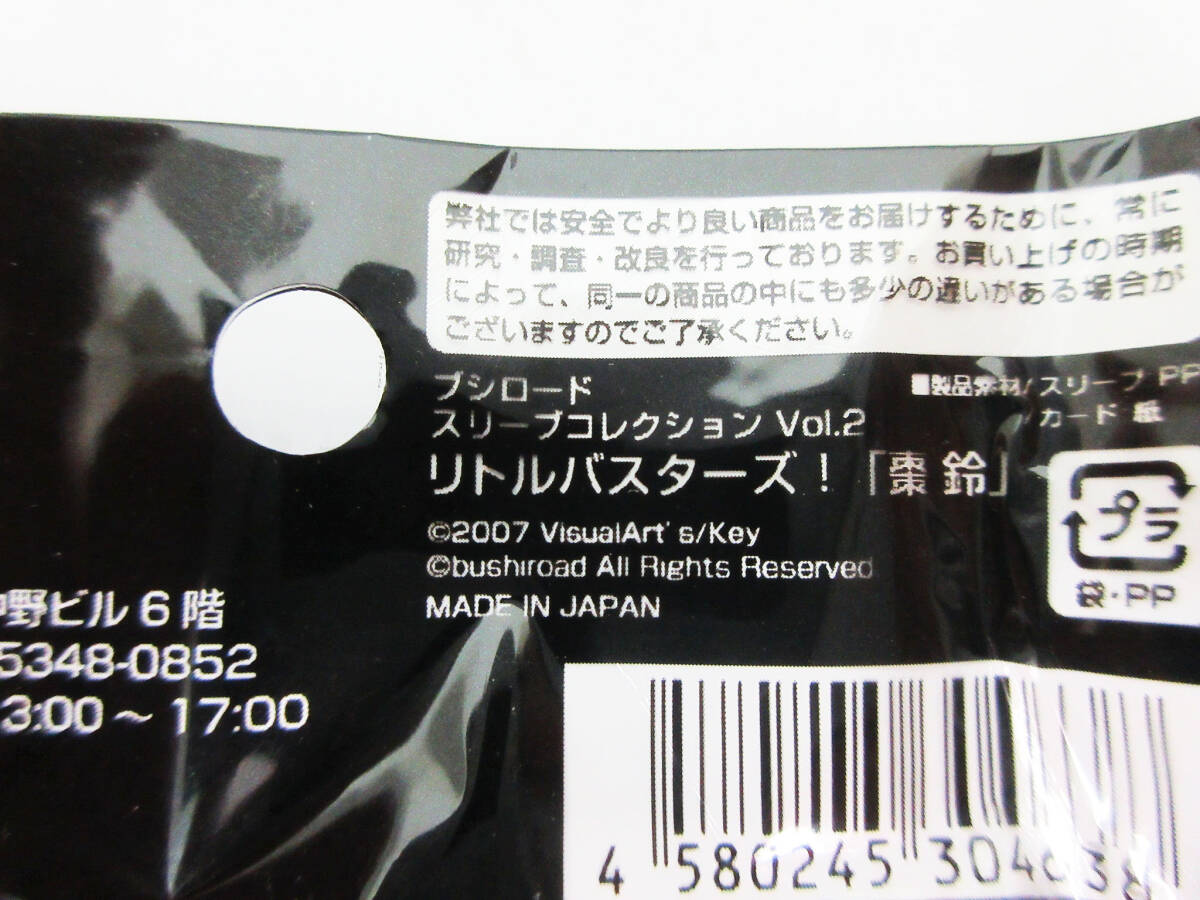 弊社では安全でより良い商品をお届けするために、常に
研究・調査・改良を行っております。お買い上げの時期
によって、同一の商品の中にも多少の違いがある場合が
ございますのでご了承ください。
ブシロード
スリーブコレクション Vol.2
リトルバスターズ！「棗 鈴」
©2007 VisualArt's/Key
©bushiroad All Rights Reserved
MADE IN JAPAN
■製品素材/スリーブ PP
カード 紙
プラ
袋・PP
野ビル6階
5348-0852
3:00～17:00
4 580245 304638